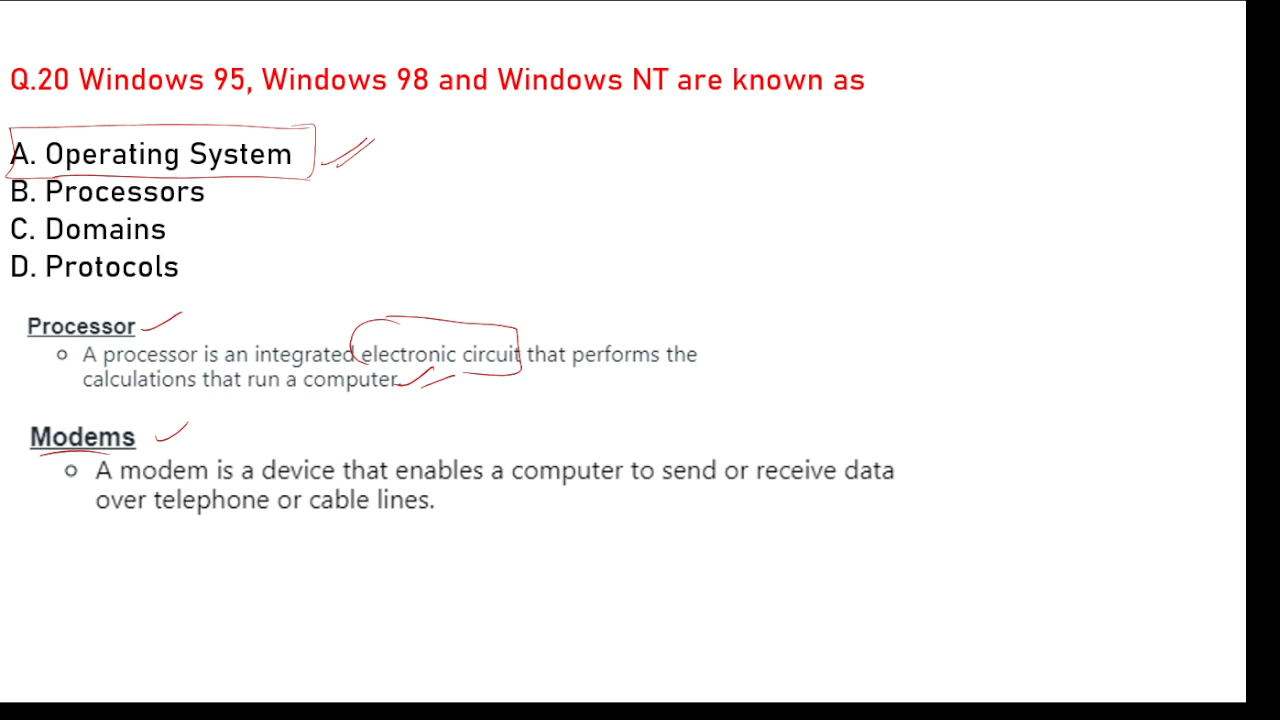 Q.20 Windows 95, Windows 98 and Windows NT are known as
A. Operating System
B. Processors
C. Domains
D. Protocols
Processor
A processor is an integrated electronic circuit that performs the
calculations that run a computer
Modems
A modem is a device that enables a computer to send or receive data
over telephone or cable lines.